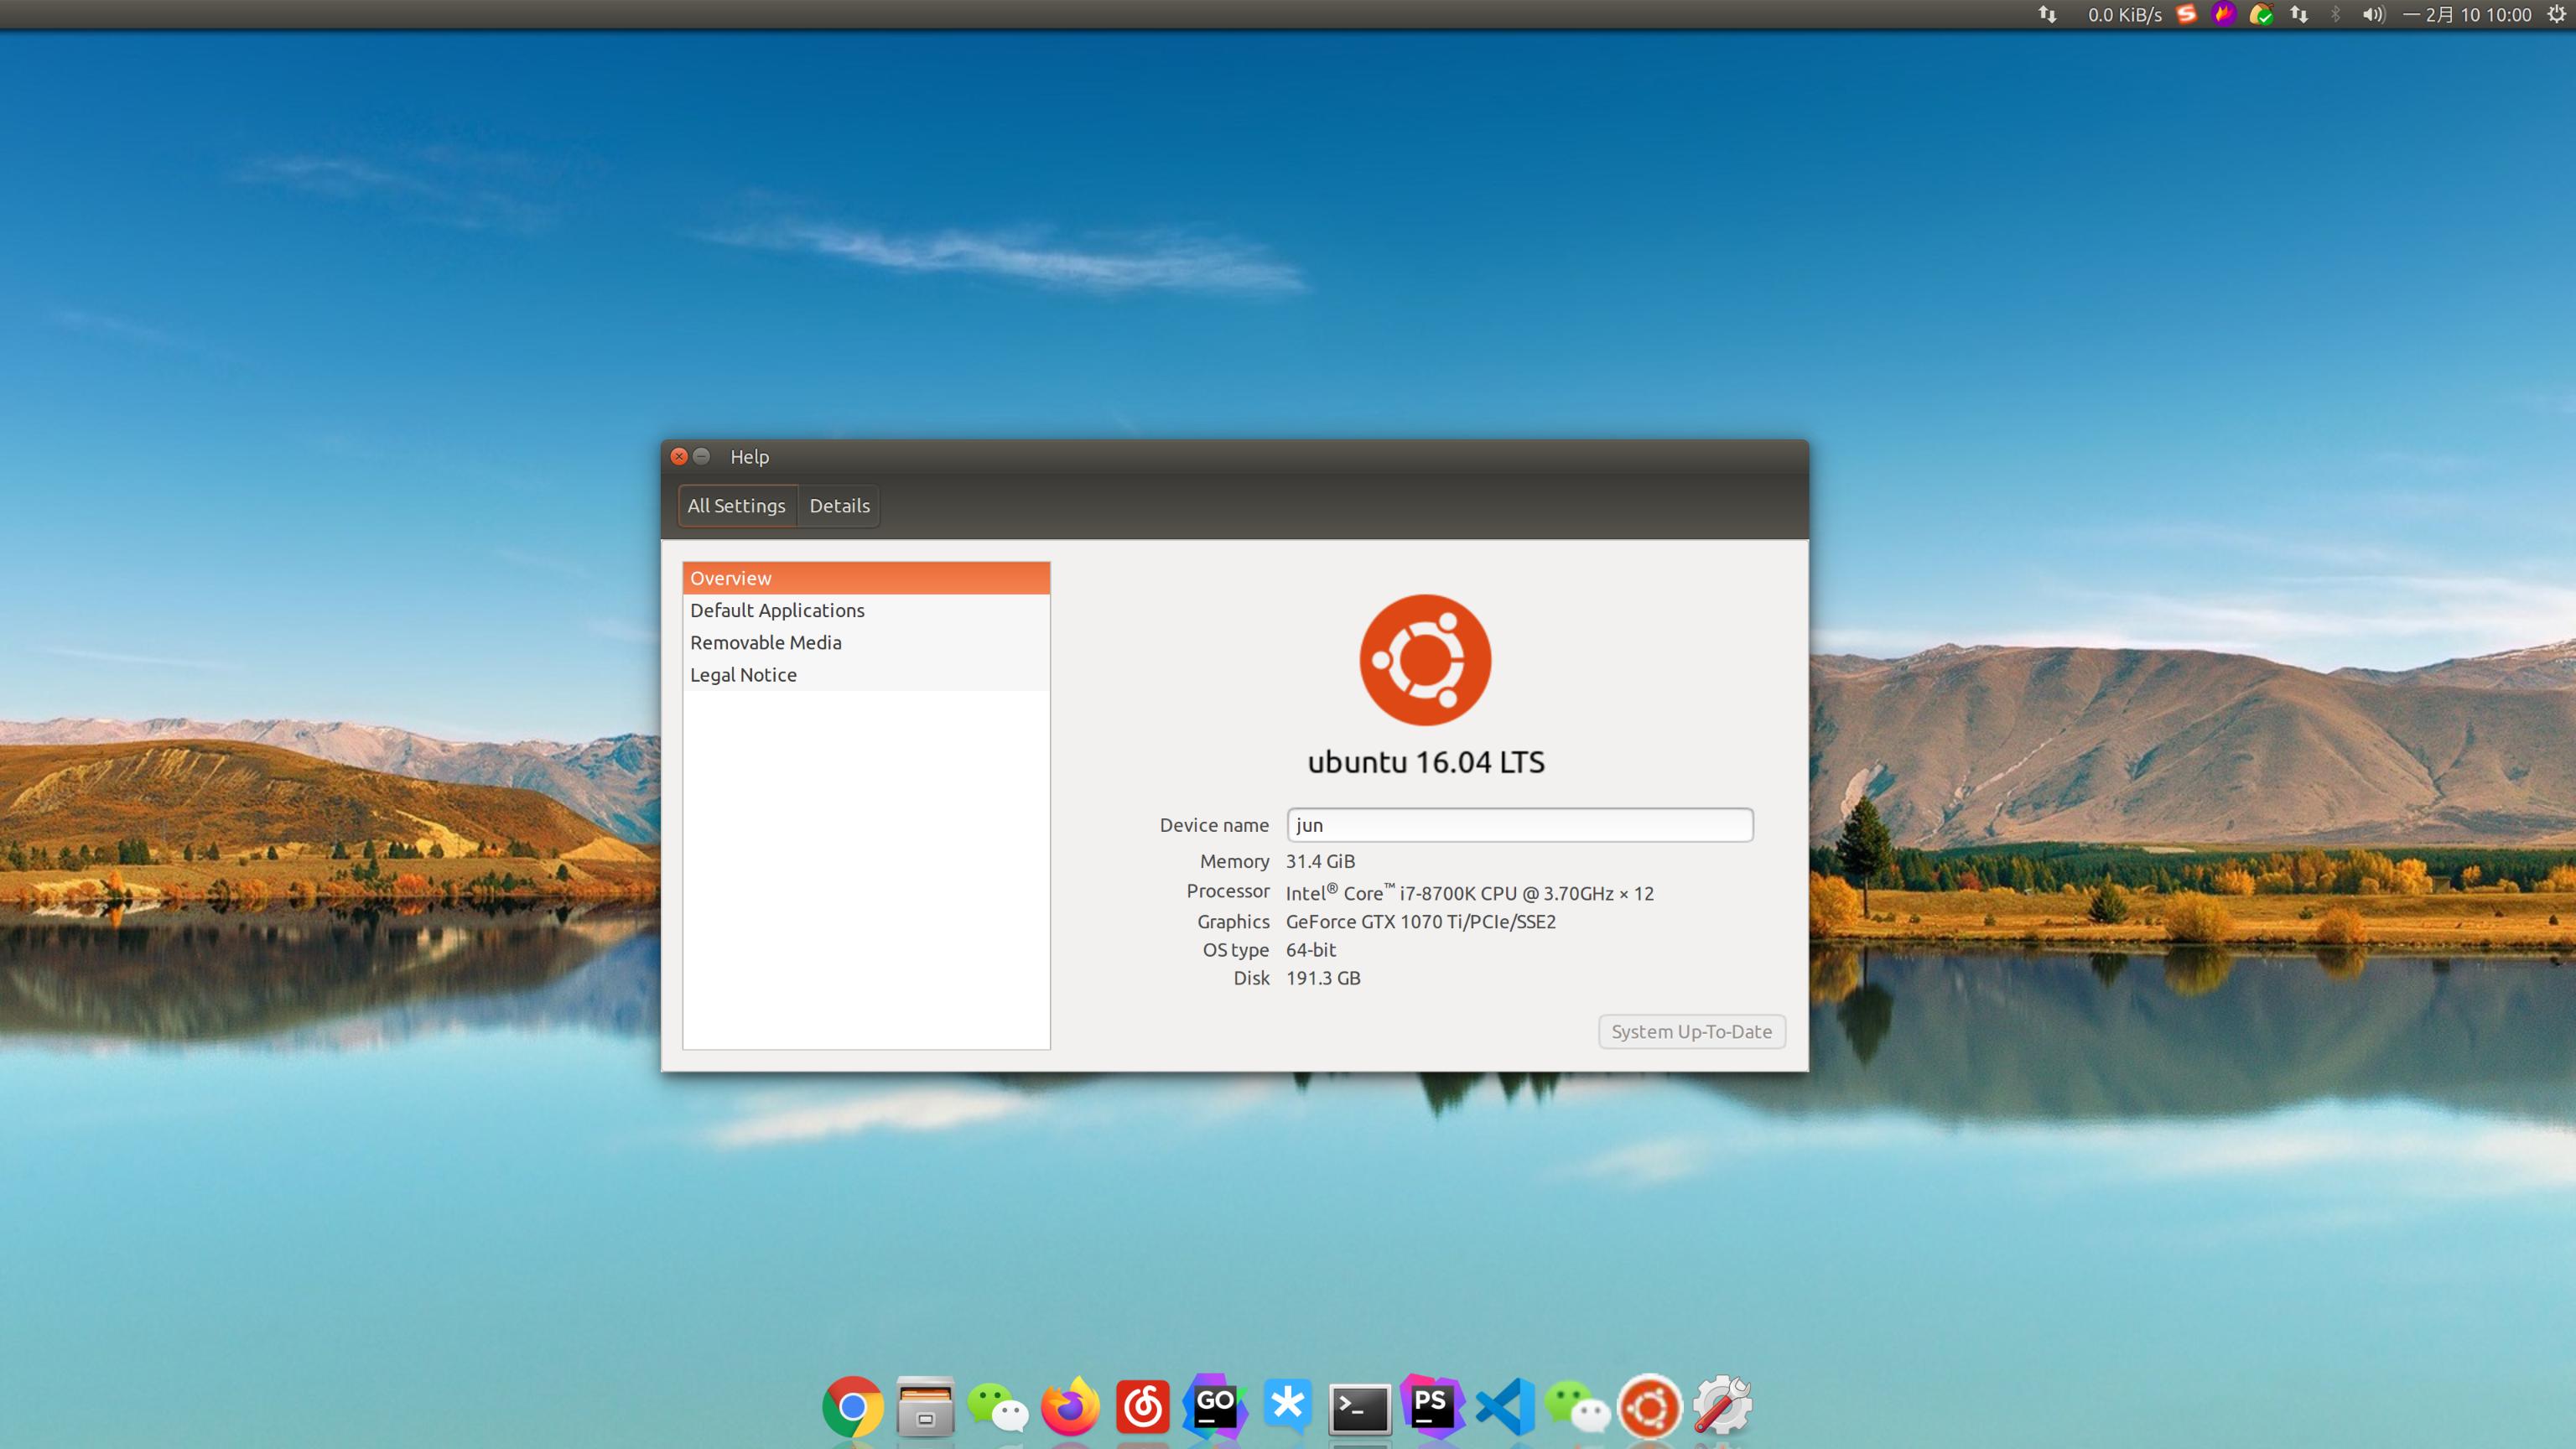 0.0 KiB/s 一 2月 10 10:00
Help
All Settings Details
Overview
Default Applications
Removable Media
Legal Notice
ubuntu 16.04 LTS
Device name jun
Memory 31.4 GiB
Processor Intel® Core™ i7-8700K CPU @ 3.70GHz × 12
Graphics GeForce GTX 1070 Ti/PCIe/SSE2
OS type 64-bit
Disk 191.3 GB
System Up-To-Date
GO >_ PS